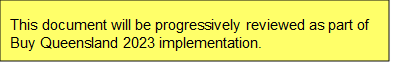 This document will be progressively reviewed as part of
Buy Queensland 2023 implementation.